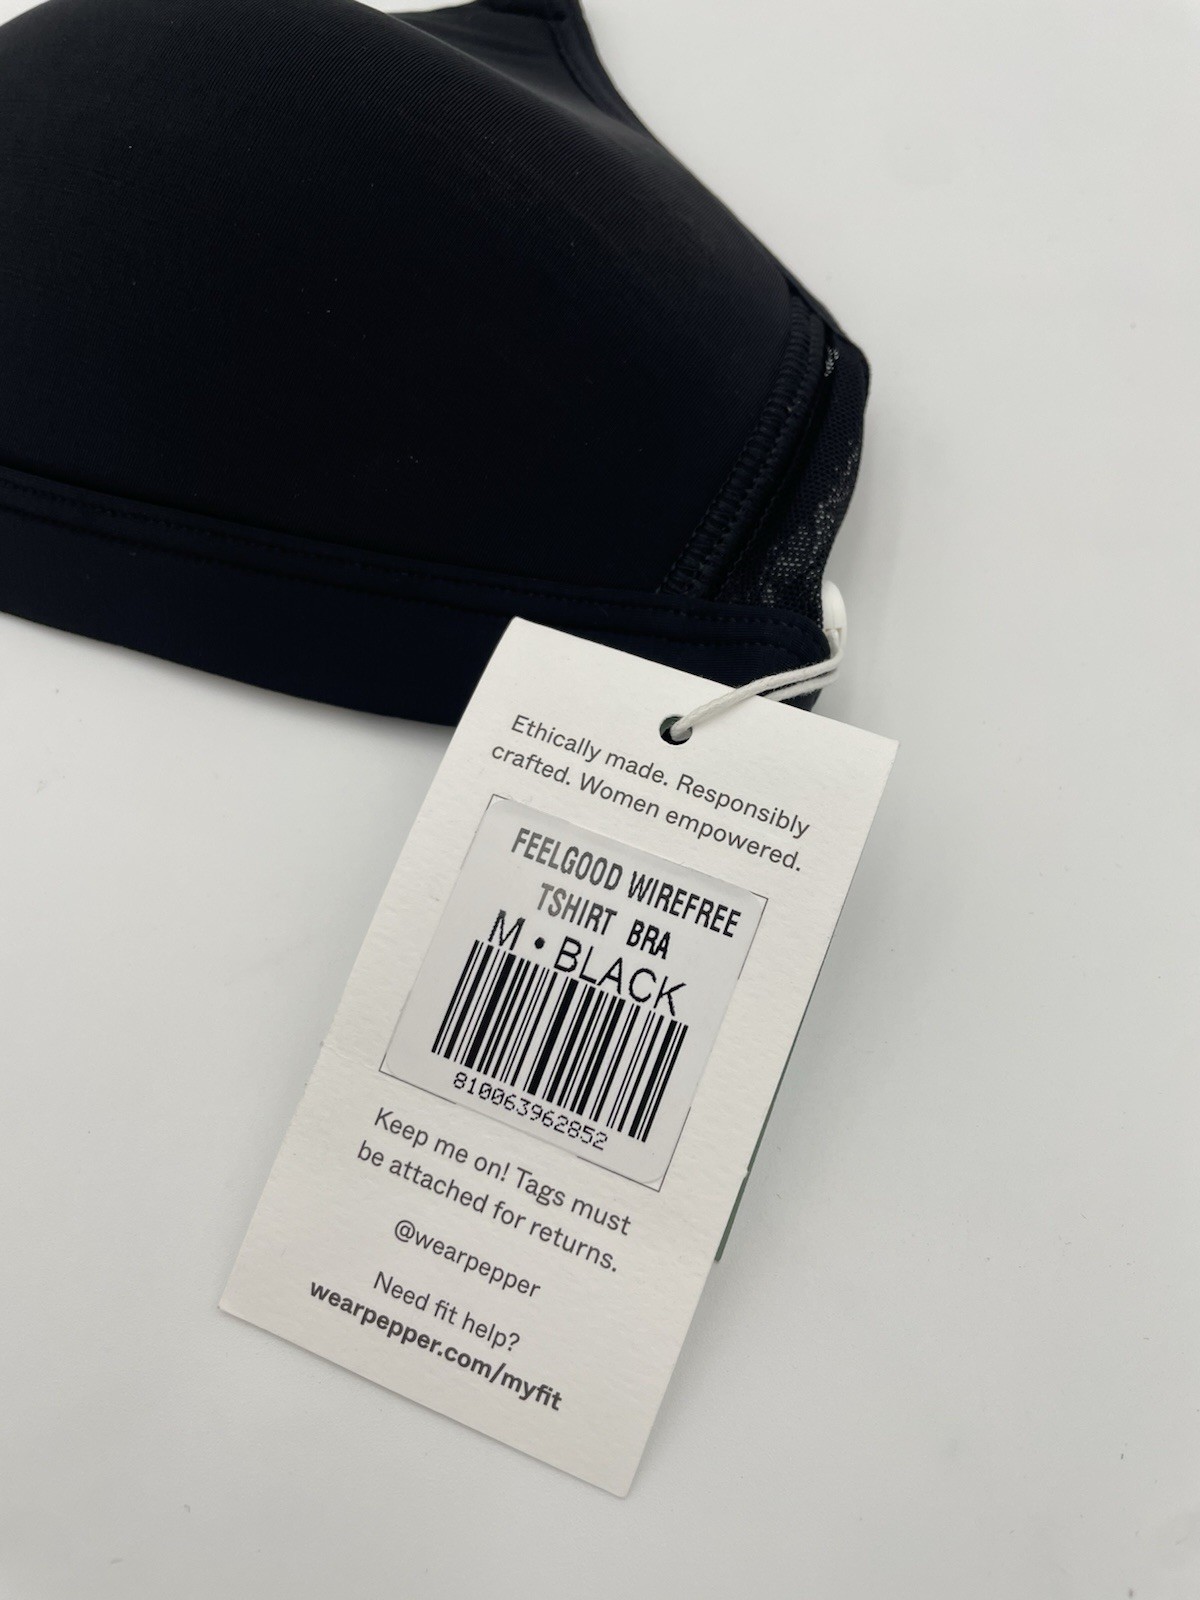 Ethically made. Responsibly
crafted. Women empowered.
FEELGOOD WIREFREE
TSHIRT BRA
M • BLACK
810063962852
Keep me on! Tags must
be attached for returns.
@wearpepper
Need fit help?
wearpepper.com/myfit